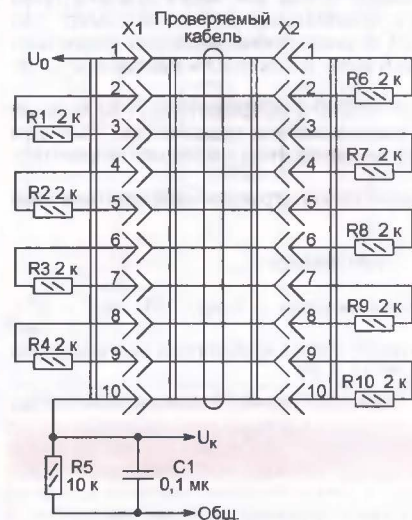 Проверяемый
кабель
X1
X2
U₀
1
1
2
2
R6 2 к
R1 2 к
3
3
4
4
R7 2 к
R2 2 к
5
5
6
6
R8 2 к
R3 2 к
7
7
8
8
R9 2 к
R4 2 к
9
9
10
10
R10 2 к
Uк
R5
10 к
C1
0,1 мк
Общ.